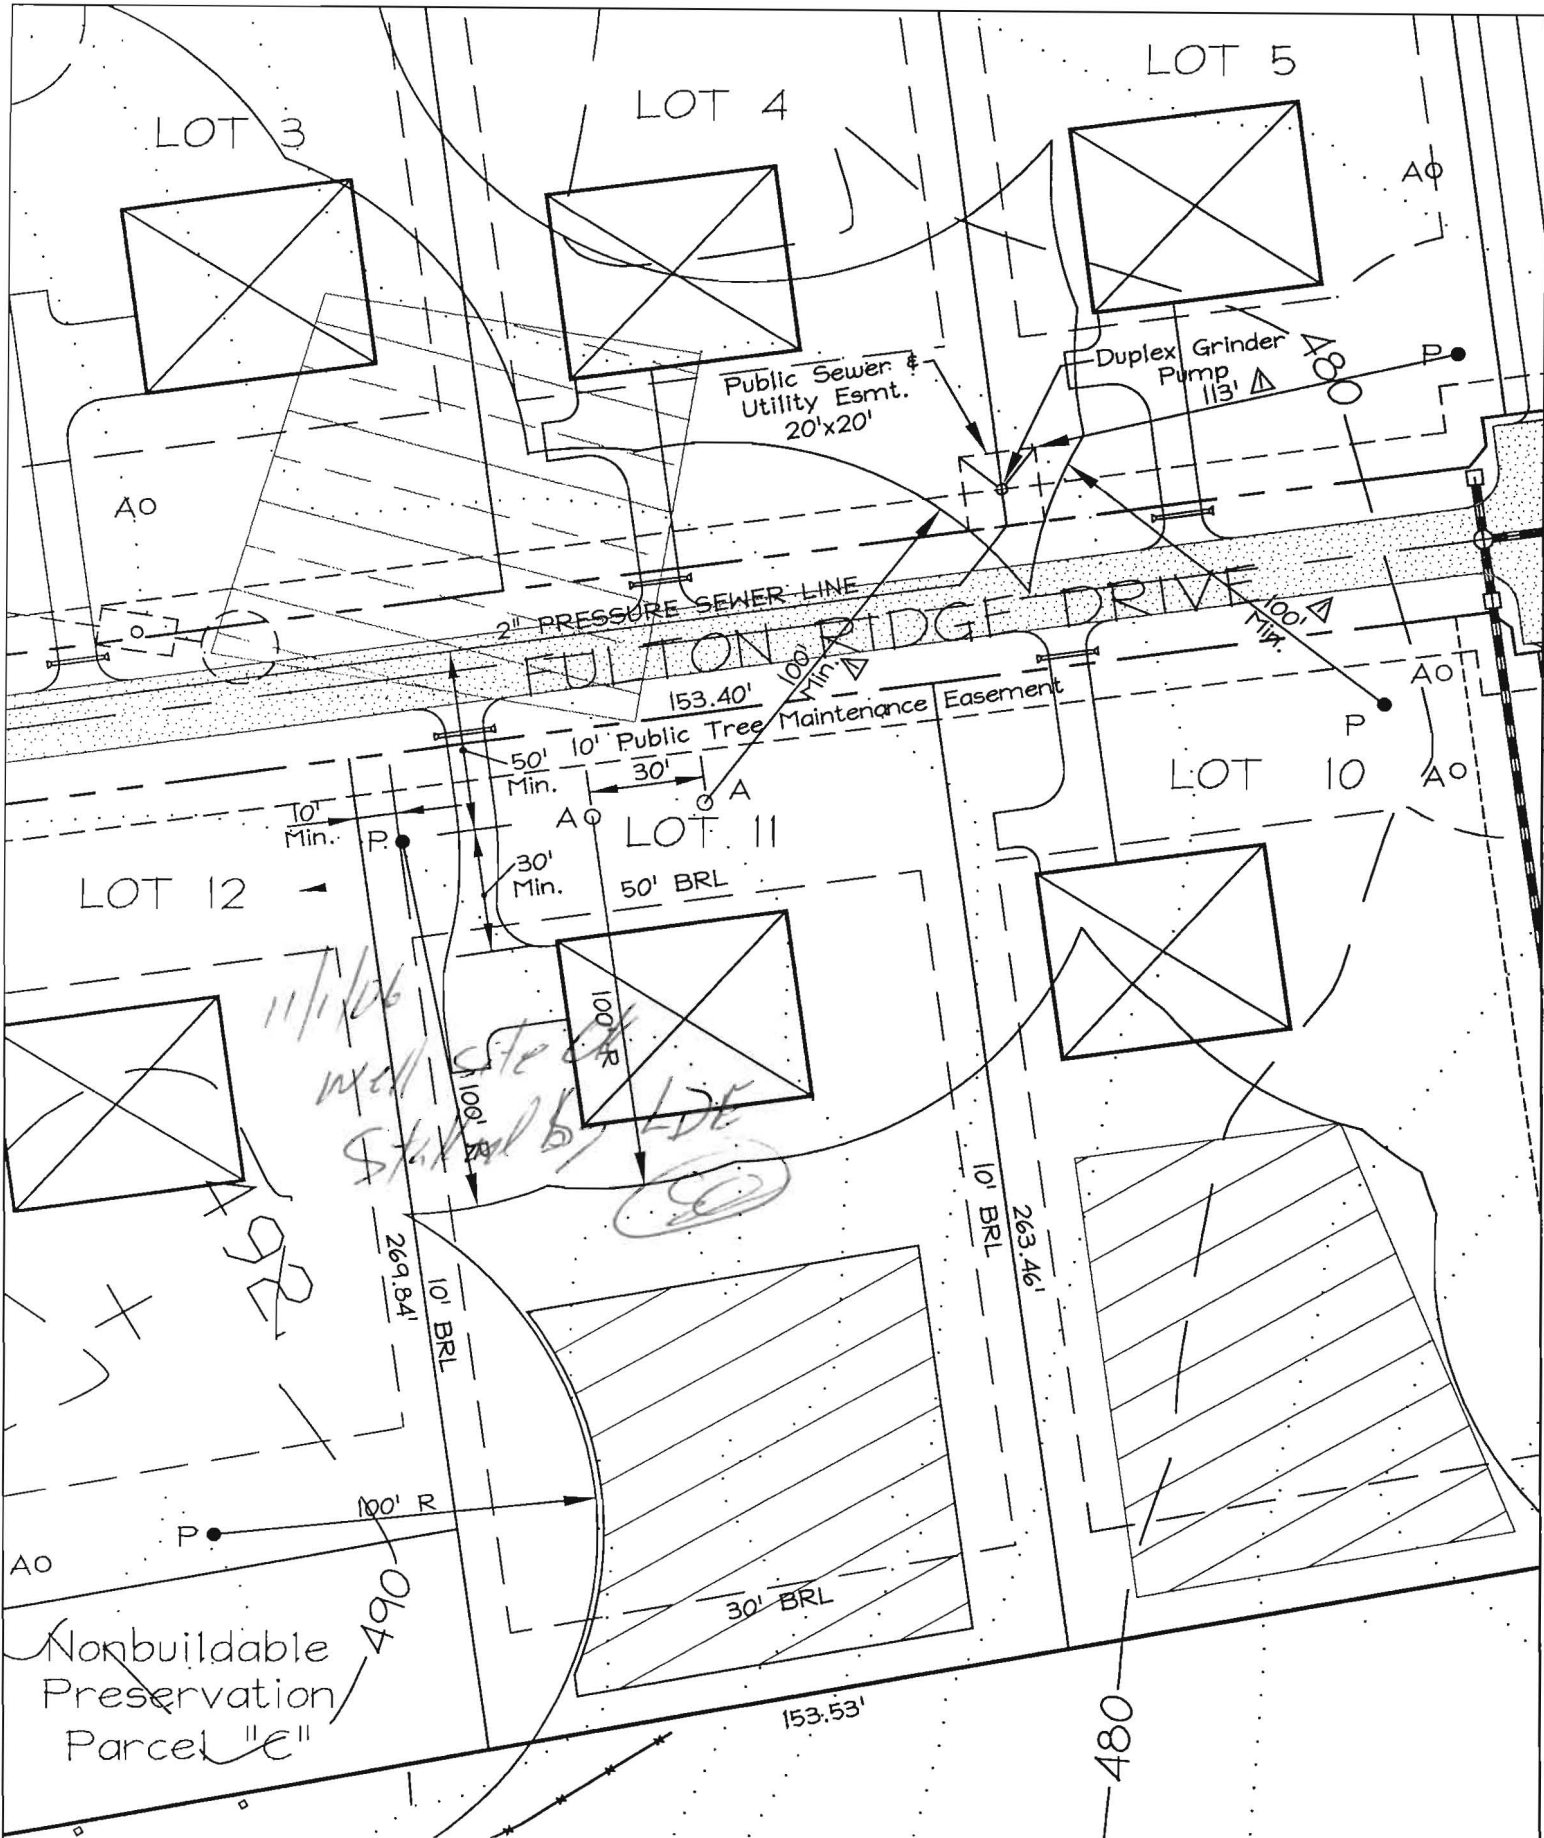 LOT 3
LOT 4
LOT 5
AO
P
Duplex Grinder
Pump
113'
480
Public Sewer &
Utility Esmt.
20'x20'
AO
2" PRESSURE SEWER LINE
FULTON RIDGE DRIVE
100'
Min.
100'
Min.
153.40'
10' Public Tree Maintenance Easement
AO
P
50'
Min.
30'
A
AO
LOT 10
AO
10'
Min.
P
LOT 11
30'
Min.
LOT 12
50' BRL
11/1/06
well site OK
Staked by LDE
100' R
100' R
10' BRL
263.46'
269.84'
10' BRL
492
100' R
P
AO
490
30' BRL
Nonbuildable
Preservation
Parcel "C"
153.53'
480